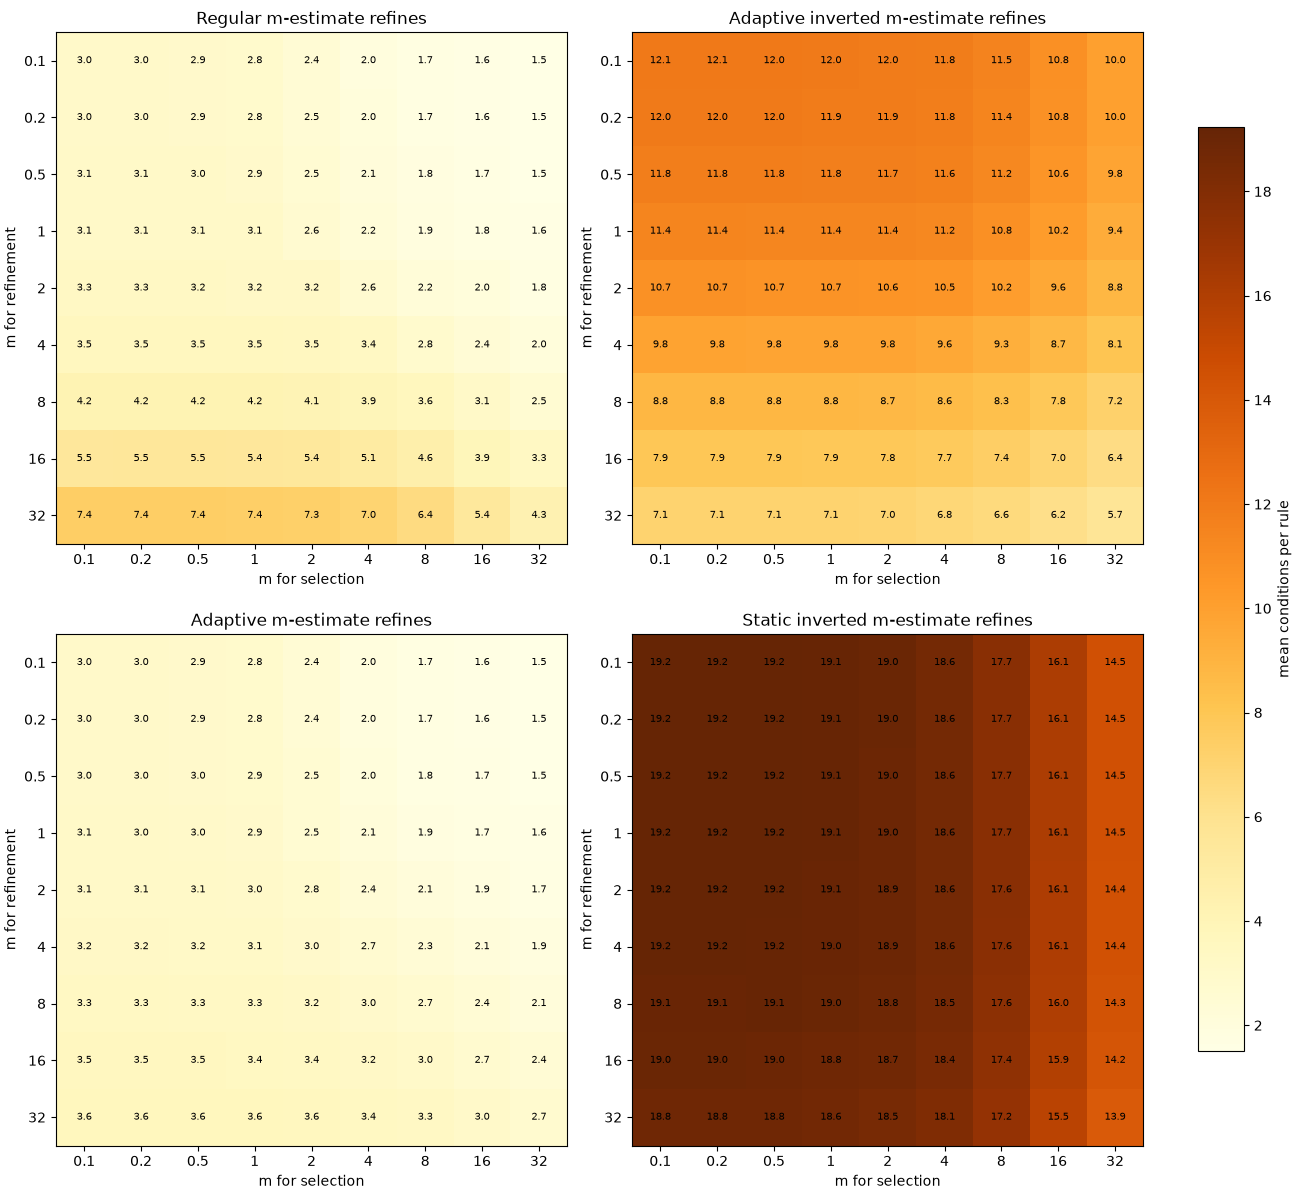 Regular m-estimate refines
m for refinement
0.1 3.0 3.0 2.9 2.8 2.4 2.0 1.7 1.6 1.5
0.2 3.0 3.0 2.9 2.8 2.5 2.0 1.7 1.6 1.5
0.5 3.1 3.1 3.0 2.9 2.5 2.1 1.8 1.7 1.5
1 3.1 3.1 3.1 3.1 2.6 2.2 1.9 1.8 1.6
2 3.3 3.3 3.2 3.2 3.2 2.6 2.2 2.0 1.8
4 3.5 3.5 3.5 3.5 3.5 3.4 2.8 2.4 2.0
8 4.2 4.2 4.2 4.2 4.1 3.9 3.6 3.1 2.5
16 5.5 5.5 5.5 5.4 5.4 5.1 4.6 3.9 3.3
32 7.4 7.4 7.4 7.4 7.3 7.0 6.4 5.4 4.3
0.1 0.2 0.5 1 2 4 8 16 32
m for selection
Adaptive inverted m-estimate refines
m for refinement
0.1 12.1 12.1 12.0 12.0 12.0 11.8 11.5 10.8 10.0
0.2 12.0 12.0 12.0 11.9 11.9 11.8 11.4 10.8 10.0
0.5 11.8 11.8 11.8 11.8 11.7 11.6 11.2 10.6 9.8
1 11.4 11.4 11.4 11.4 11.4 11.2 10.8 10.2 9.4
2 10.7 10.7 10.7 10.7 10.6 10.5 10.2 9.6 8.8
4 9.8 9.8 9.8 9.8 9.8 9.6 9.3 8.7 8.1
8 8.8 8.8 8.8 8.8 8.7 8.6 8.3 7.8 7.2
16 7.9 7.9 7.9 7.9 7.8 7.7 7.4 7.0 6.4
32 7.1 7.1 7.1 7.1 7.0 6.8 6.6 6.2 5.7
0.1 0.2 0.5 1 2 4 8 16 32
m for selection
Adaptive m-estimate refines
m for refinement
0.1 3.0 3.0 2.9 2.8 2.4 2.0 1.7 1.6 1.5
0.2 3.0 3.0 2.9 2.8 2.4 2.0 1.7 1.6 1.5
0.5 3.0 3.0 3.0 2.9 2.5 2.0 1.8 1.7 1.5
1 3.1 3.0 3.0 2.9 2.5 2.1 1.9 1.7 1.6
2 3.1 3.1 3.1 3.0 2.8 2.4 2.1 1.9 1.7
4 3.2 3.2 3.2 3.1 3.0 2.7 2.3 2.1 1.9
8 3.3 3.3 3.3 3.3 3.2 3.0 2.7 2.4 2.1
16 3.5 3.5 3.5 3.4 3.4 3.2 3.0 2.7 2.4
32 3.6 3.6 3.6 3.6 3.6 3.4 3.3 3.0 2.7
0.1 0.2 0.5 1 2 4 8 16 32
m for selection
Static inverted m-estimate refines
m for refinement
0.1 19.2 19.2 19.2 19.1 19.0 18.6 17.7 16.1 14.5
0.2 19.2 19.2 19.2 19.1 19.0 18.6 17.7 16.1 14.5
0.5 19.2 19.2 19.2 19.1 19.0 18.6 17.7 16.1 14.5
1 19.2 19.2 19.2 19.1 19.0 18.6 17.7 16.1 14.5
2 19.2 19.2 19.2 19.1 18.9 18.6 17.6 16.1 14.4
4 19.2 19.2 19.2 19.0 18.9 18.6 17.6 16.1 14.4
8 19.1 19.1 19.1 19.0 18.8 18.5 17.6 16.0 14.3
16 19.0 19.0 19.0 18.8 18.7 18.4 17.4 15.9 14.2
32 18.8 18.8 18.8 18.6 18.5 18.1 17.2 15.5 13.9
0.1 0.2 0.5 1 2 4 8 16 32
m for selection
18
16
14
12
10
8
6
4
2
mean conditions per rule